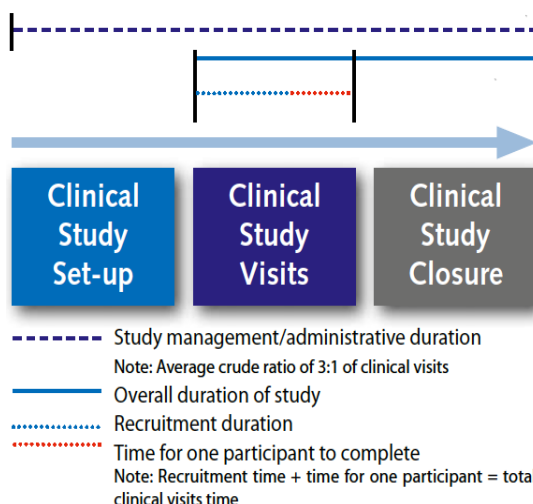 Clinical
Study
Set-up
Clinical
Study
Visits
Clinical
Study
Closure
Study management/administrative duration
Note: Average crude ratio of 3:1 of clinical visits
Overall duration of study
Recruitment duration
Time for one participant to complete
Note: Recruitment time + time for one participant = total
clinical visits time